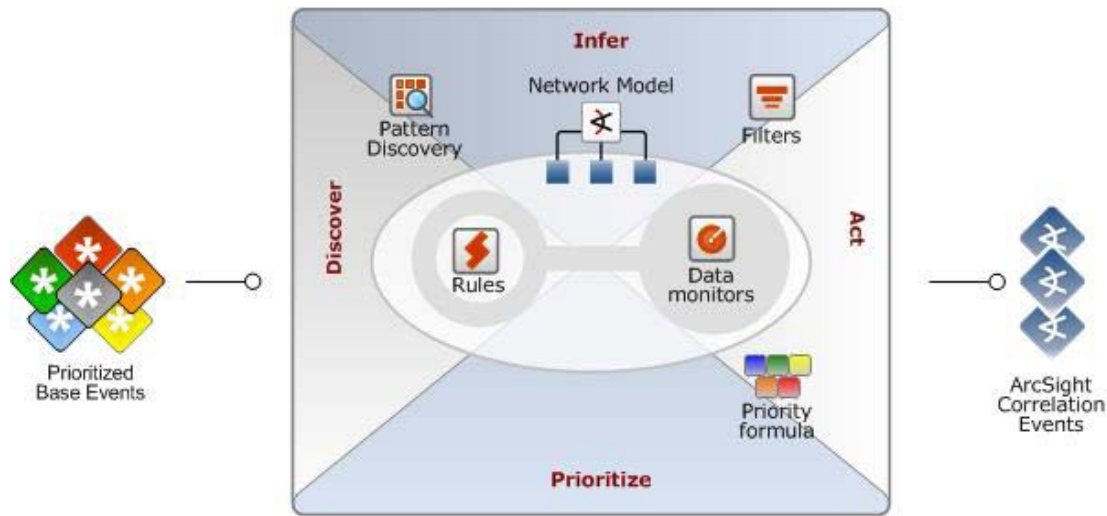 Infer
Network Model
Pattern
Discovery
Filters
Discover
Act
Rules
Data
monitors
Prioritized
Base Events
ArcSight
Correlation
Events
Priority
formula
Prioritize